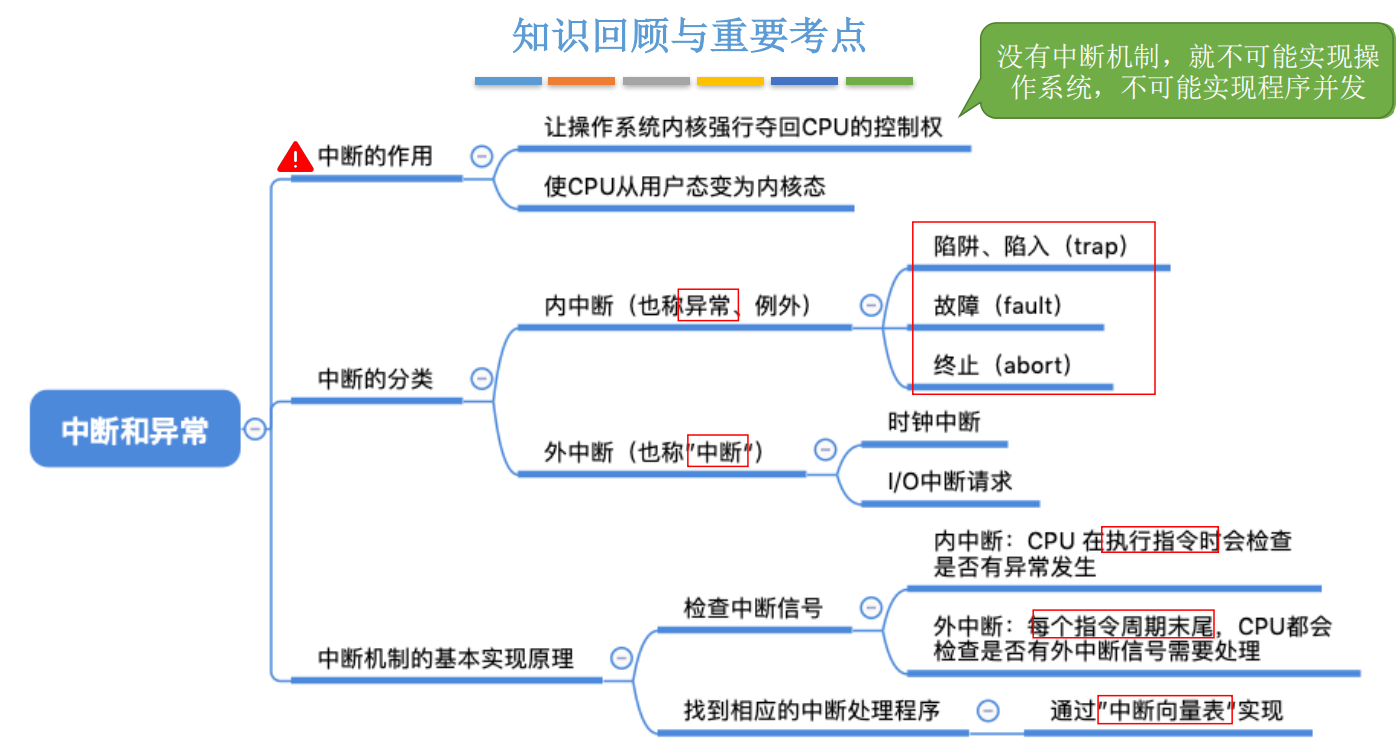 知识回顾与重要考点
没有中断机制，就不可能实现操
作系统，不可能实现程序并发
中断和异常
中断的作用
让操作系统内核强行夺回CPU的控制权
使CPU从用户态变为内核态
中断的分类
内中断（也称异常、例外）
陷阱、陷入（trap）
故障（fault）
终止（abort）
外中断（也称”中断“）
时钟中断
I/O中断请求
中断机制的基本实现原理
检查中断信号
内中断：CPU 在执行指令时会检查
是否有异常发生
外中断：每个指令周期末尾，CPU都会
检查是否有外中断信号需要处理
找到相应的中断处理程序
通过”中断向量表“实现